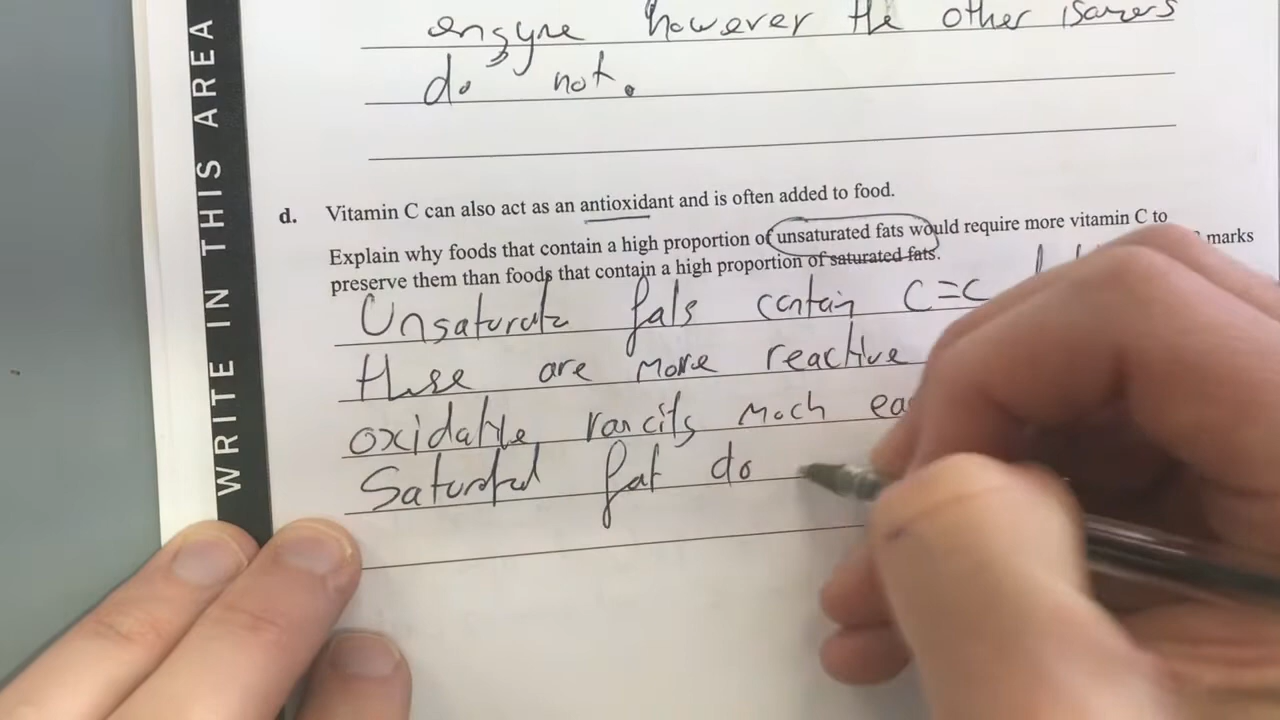 enzyme however the other isomers
do not.
d. Vitamin C can also act as an antioxidant and is often added to food.
Explain why foods that contain a high proportion of unsaturated fats would require more vitamin C to
preserve them than foods that contain a high proportion of saturated fats. marks
Unsaturate fats contain C=C
these are more reactive
oxidative rancity much
Saturated fat do
WRITE IN THIS AREA